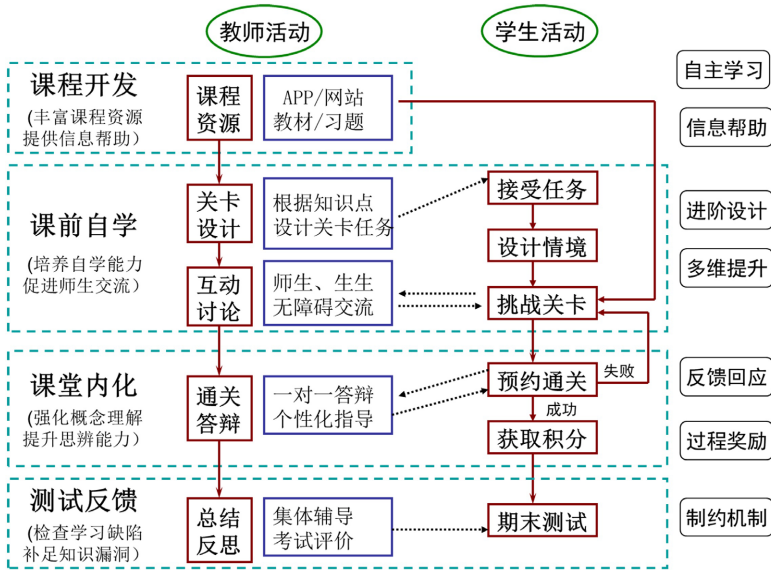 教师活动
学生活动
课程开发
(丰富课程资源
提供信息帮助)
课程
资源
APP/网站
教材/习题
自主学习
信息帮助
课前自学
(培养自学能力
促进师生交流)
关卡
设计
根据知识点
设计关卡任务
接受任务
设计情境
互动
讨论
师生、生生
无障碍交流
挑战关卡
进阶设计
多维提升
课堂内化
(强化概念理解
提升思辨能力)
通关
答辩
一对一答辩
个性化指导
预约通关
失败
成功
获取积分
反馈回应
过程奖励
测试反馈
(检查学习缺陷
补足知识漏洞)
总结
反思
集体辅导
考试评价
期末测试
制约机制